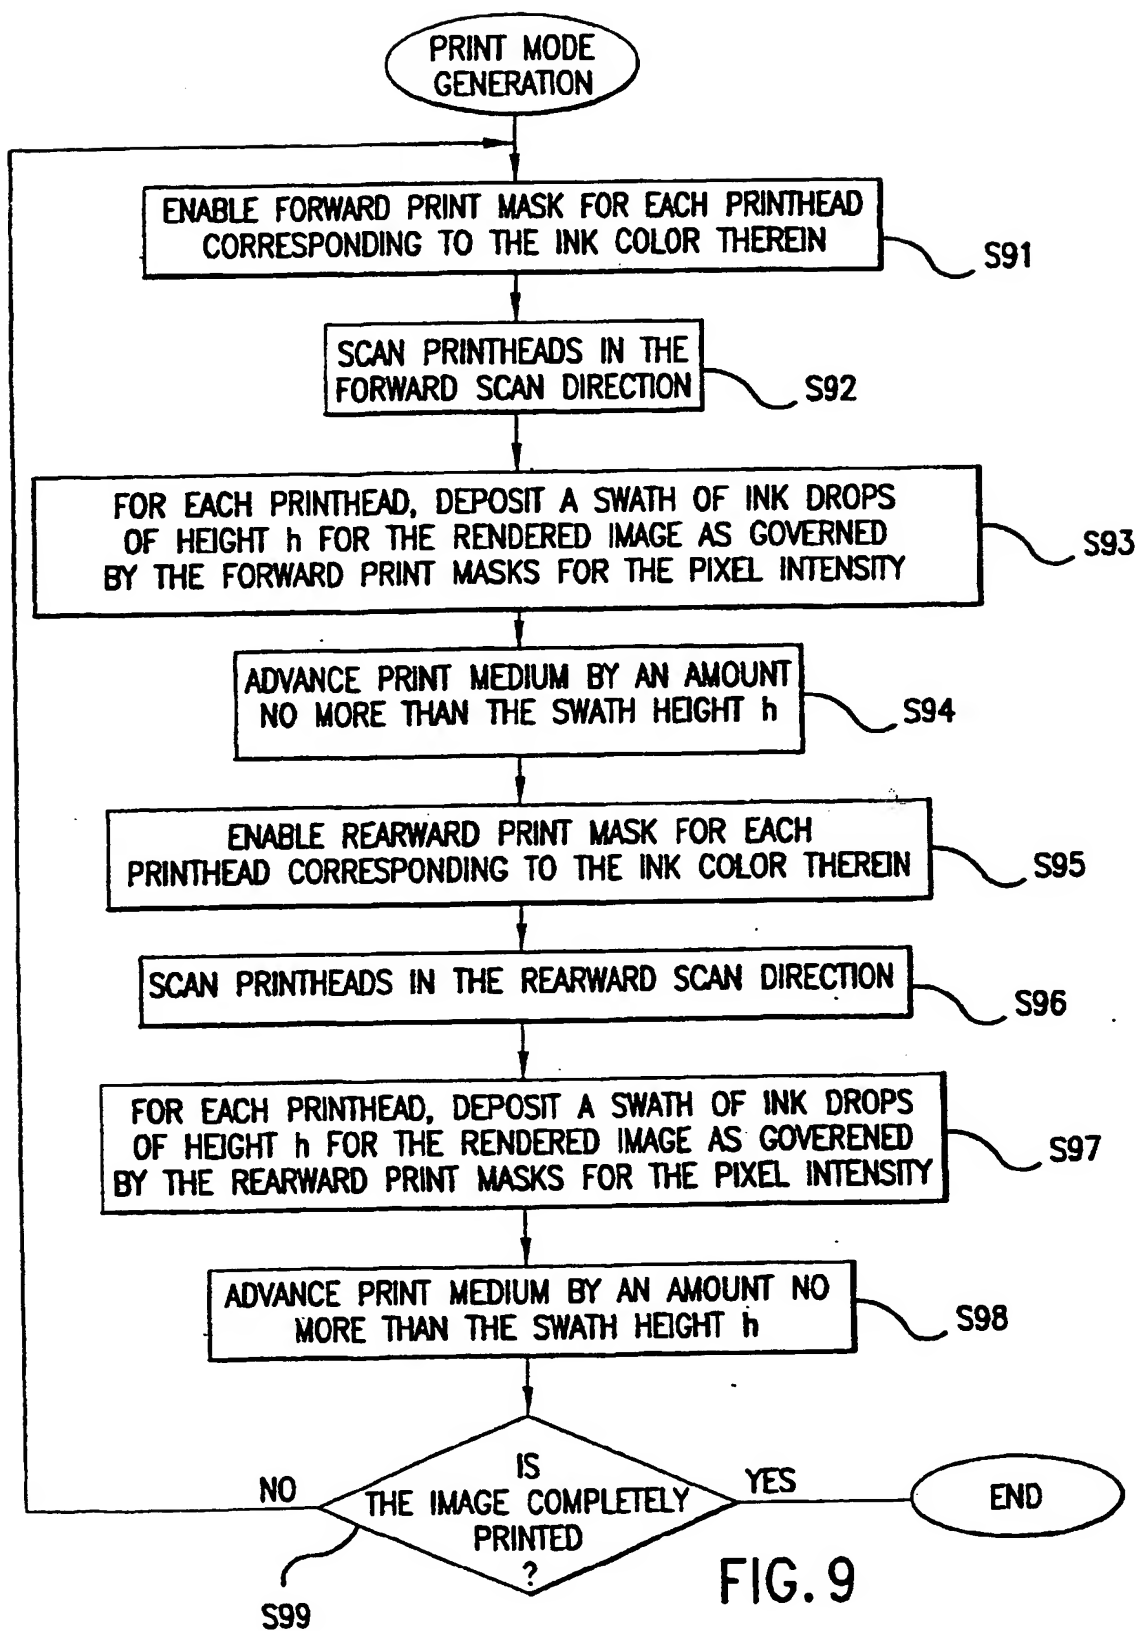 PRINT MODE
GENERATION
ENABLE FORWARD PRINT MASK FOR EACH PRINTHEAD
CORRESPONDING TO THE INK COLOR THEREIN
S91
SCAN PRINTHEADS IN THE
FORWARD SCAN DIRECTION
S92
FOR EACH PRINTHEAD, DEPOSIT A SWATH OF INK DROPS
OF HEIGHT h FOR THE RENDERED IMAGE AS GOVERNED
BY THE FORWARD PRINT MASKS FOR THE PIXEL INTENSITY
S93
ADVANCE PRINT MEDIUM BY AN AMOUNT
NO MORE THAN THE SWATH HEIGHT h
S94
ENABLE REARWARD PRINT MASK FOR EACH
PRINTHEAD CORRESPONDING TO THE INK COLOR THEREIN
S95
SCAN PRINTHEADS IN THE REARWARD SCAN DIRECTION
S96
FOR EACH PRINTHEAD, DEPOSIT A SWATH OF INK DROPS
OF HEIGHT h FOR THE RENDERED IMAGE AS GOVERENED
BY THE REARWARD PRINT MASKS FOR THE PIXEL INTENSITY
S97
ADVANCE PRINT MEDIUM BY AN AMOUNT NO
MORE THAN THE SWATH HEIGHT h
S98
IS
THE IMAGE COMPLETELY
PRINTED
?
NO
YES
END
S99
FIG. 9